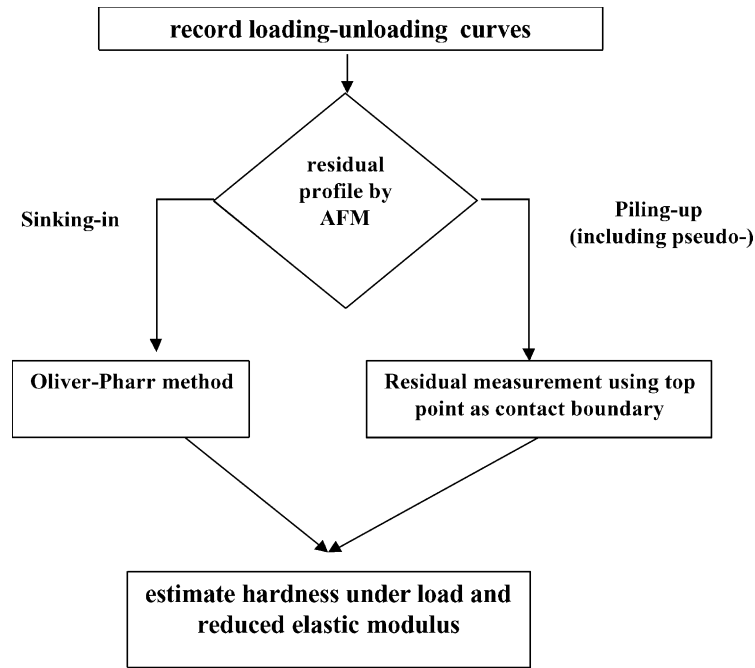 record loading-unloading curves
residual
profile by
AFM
Sinking-in
Piling-up
(including pseudo-)
Oliver-Pharr method
Residual measurement using top
point as contact boundary
estimate hardness under load and
reduced elastic modulus